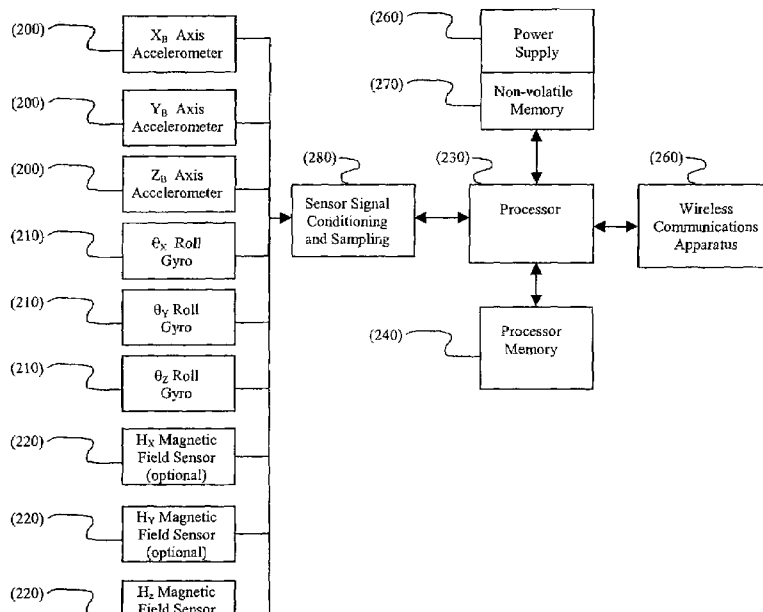 (200)
X_B Axis
Accelerometer
(200)
Y_B Axis
Accelerometer
(200)
Z_B Axis
Accelerometer
(210)
θ_X Roll
Gyro
(210)
θ_Y Roll
Gyro
(210)
θ_Z Roll
Gyro
(220)
H_X Magnetic
Field Sensor
(optional)
(220)
H_Y Magnetic
Field Sensor
(optional)
(220)
H_z Magnetic
Field Sensor
(280)
Sensor Signal
Conditioning
and Sampling
(260)
Power
Supply
(270)
Non-volatile
Memory
(230)
Processor
(240)
Processor
Memory
(260)
Wireless
Communications
Apparatus